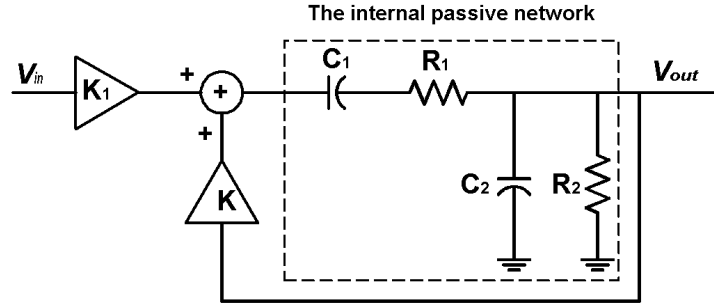 The internal passive network
Vin
K1
+
+
+
C1
R1
Vout
K
C2
R2